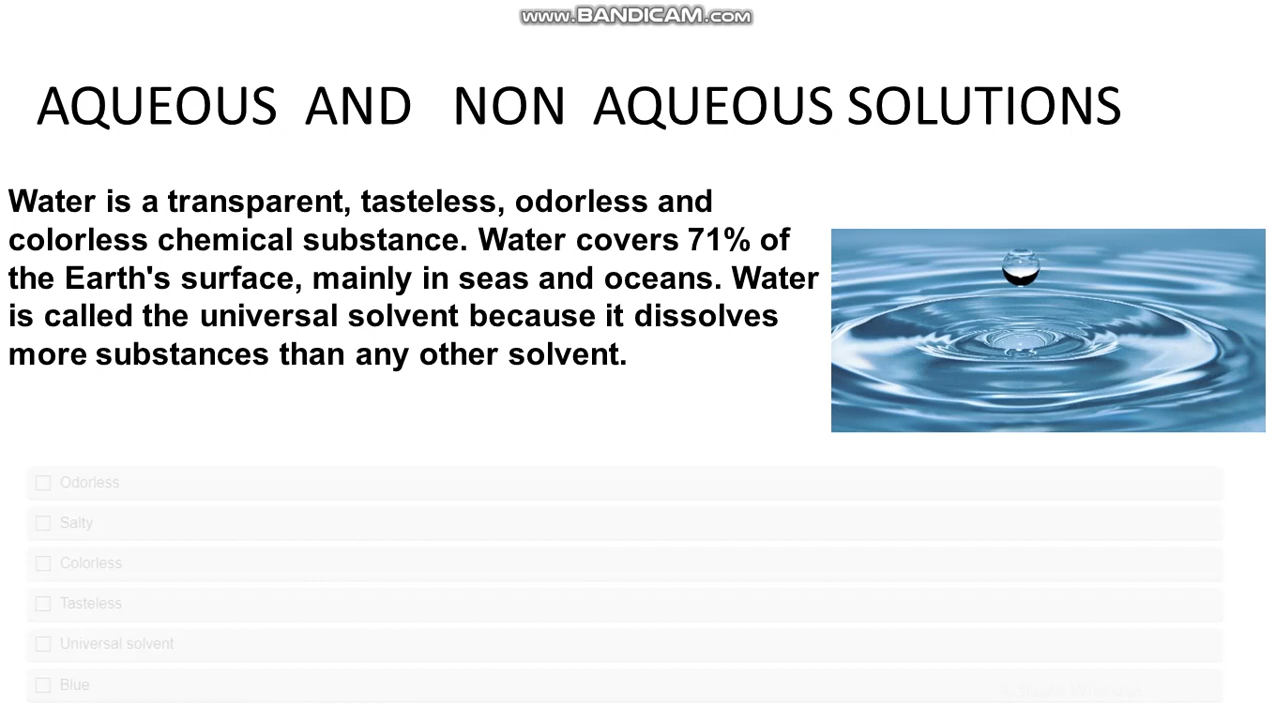 www.BANDICAM.com
AQUEOUS AND NON AQUEOUS SOLUTIONS
Water is a transparent, tasteless, odorless and
colorless chemical substance. Water covers 71% of
the Earth's surface, mainly in seas and oceans. Water
is called the universal solvent because it dissolves
more substances than any other solvent.
Odorless
Salty
Colorless
Tasteless
Universal solvent
Blue